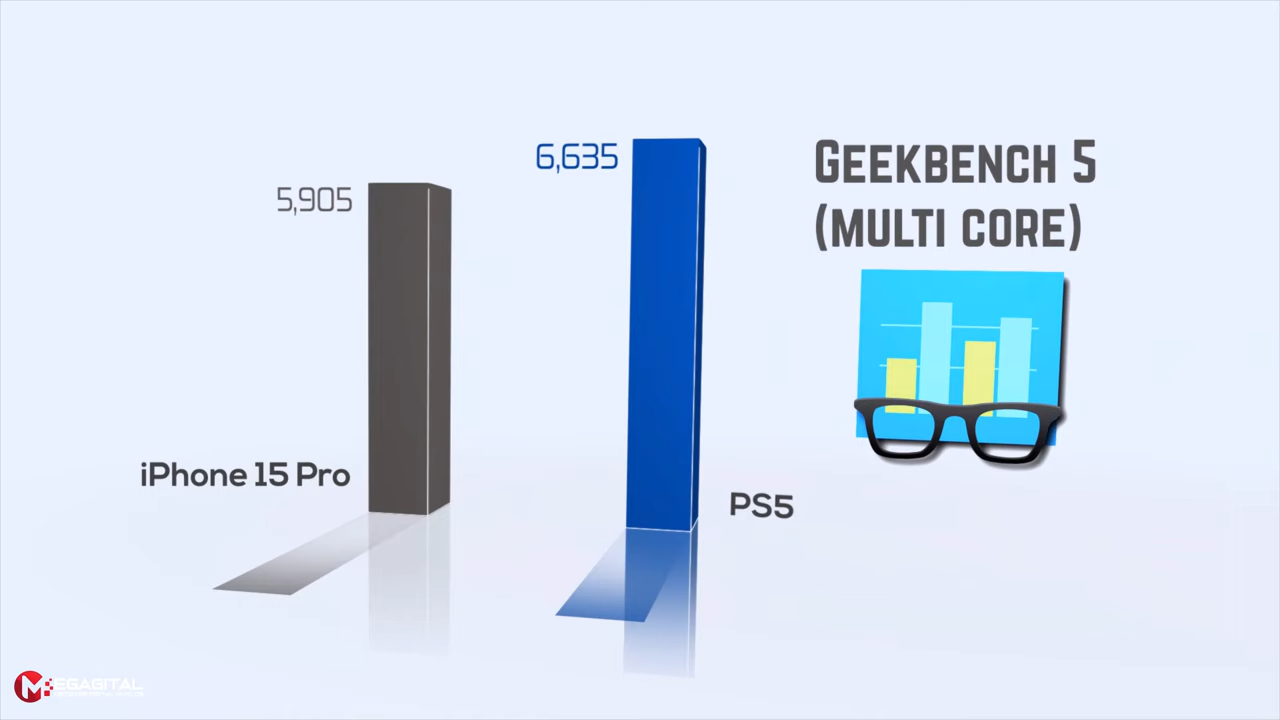 6,635
5,905
GEEKBENCH 5
(MULTI CORE)
iPhone 15 Pro
PS5
MEGAGITAL